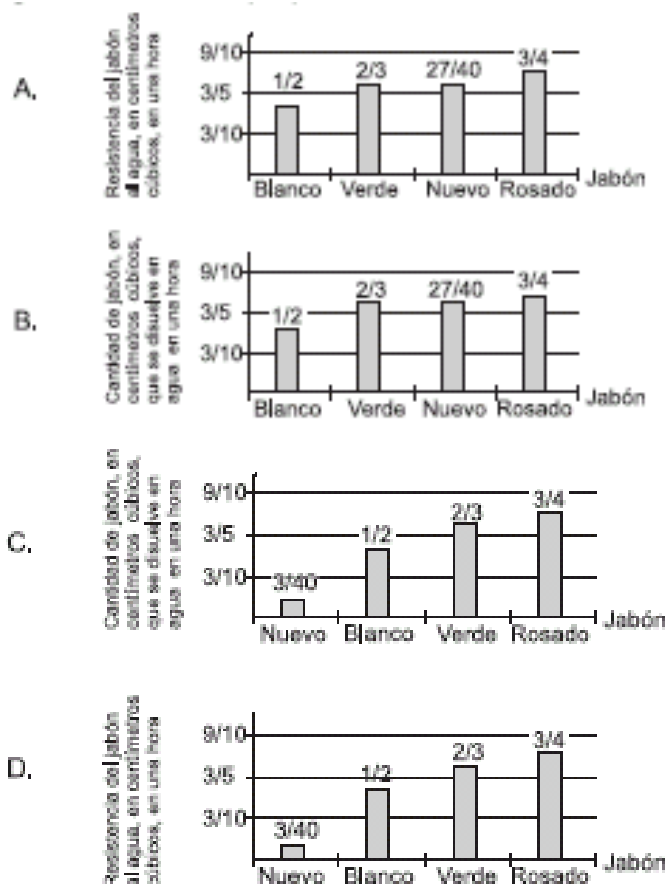 A.
Resistencia del jabón
al agua, en centímetros
cúbicos, en una hora
9/10
3/5
3/10
1/2
2/3
27/40
3/4
Blanco Verde Nuevo Rosado Jabón
B.
Cantidad de jabón, en
centímetros cúbicos,
que se disuelve en
agua en una hora
9/10
3/5
3/10
1/2
2/3
27/40
3/4
Blanco Verde Nuevo Rosado Jabón
C.
Cantidad de jabón, en
centímetros cúbicos,
que se disuelve en
agua en una hora
9/10
3/5
3/10
3/40
1/2
2/3
3/4
Nuevo Blanco Verde Rosado Jabón
D.
Resistencia del jabón
al agua, en centímetros
cúbicos, en una hora
9/10
3/5
3/10
3/40
1/2
2/3
3/4
Nuevo Blanco Verde Rosado Jabón